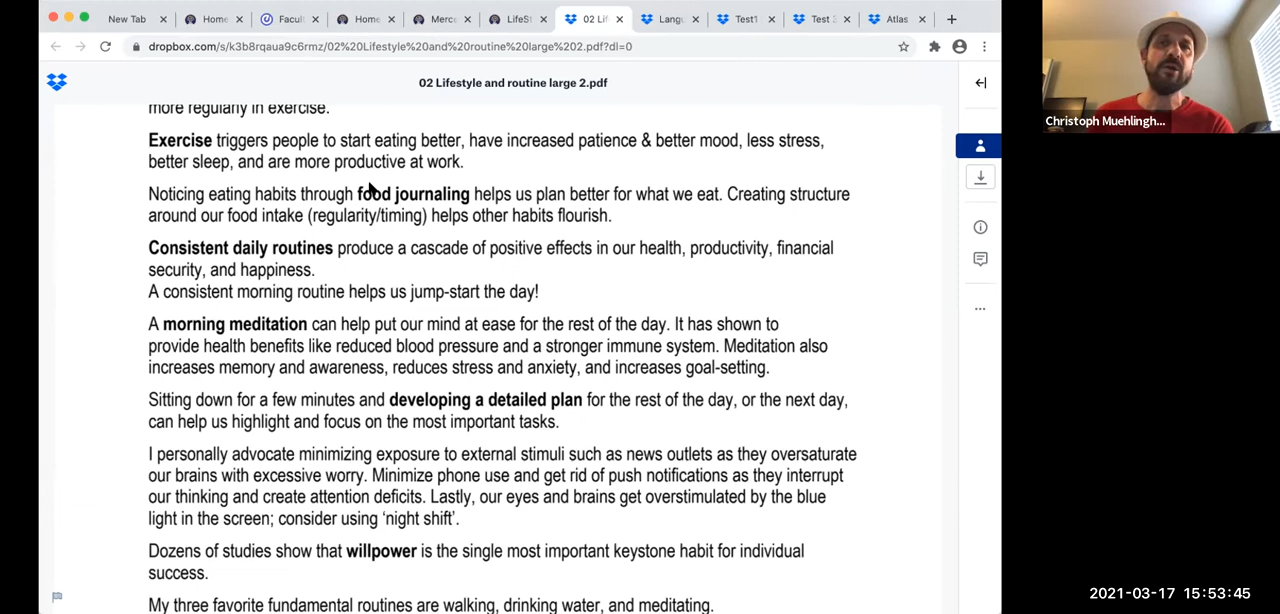 New Tab
Home
Facul
Home
Merce
LifeSt
02 Lif
Langu
Test1
Test 3
Atlas
dropbox.com/s/k3b8rqaua9c6rmz/02%20Lifestyle%20and%20routine%20large%202.pdf?dl=0
02 Lifestyle and routine large 2.pdf
more regularly in exercise.
Exercise triggers people to start eating better, have increased patience & better mood, less stress,
better sleep, and are more productive at work.
Noticing eating habits through food journaling helps us plan better for what we eat. Creating structure
around our food intake (regularity/timing) helps other habits flourish.
Consistent daily routines produce a cascade of positive effects in our health, productivity, financial
security, and happiness.
A consistent morning routine helps us jump-start the day!
A morning meditation can help put our mind at ease for the rest of the day. It has shown to
provide health benefits like reduced blood pressure and a stronger immune system. Meditation also
increases memory and awareness, reduces stress and anxiety, and increases goal-setting.
Sitting down for a few minutes and developing a detailed plan for the rest of the day, or the next day,
can help us highlight and focus on the most important tasks.
I personally advocate minimizing exposure to external stimuli such as news outlets as they oversaturate
our brains with excessive worry. Minimize phone use and get rid of push notifications as they interrupt
our thinking and create attention deficits. Lastly, our eyes and brains get overstimulated by the blue
light in the screen; consider using ‘night shift’.
Dozens of studies show that willpower is the single most important keystone habit for individual
success.
My three favorite fundamental routines are walking, drinking water, and meditating.
Christoph Muehlingh...
2021-03-17 15:53:45